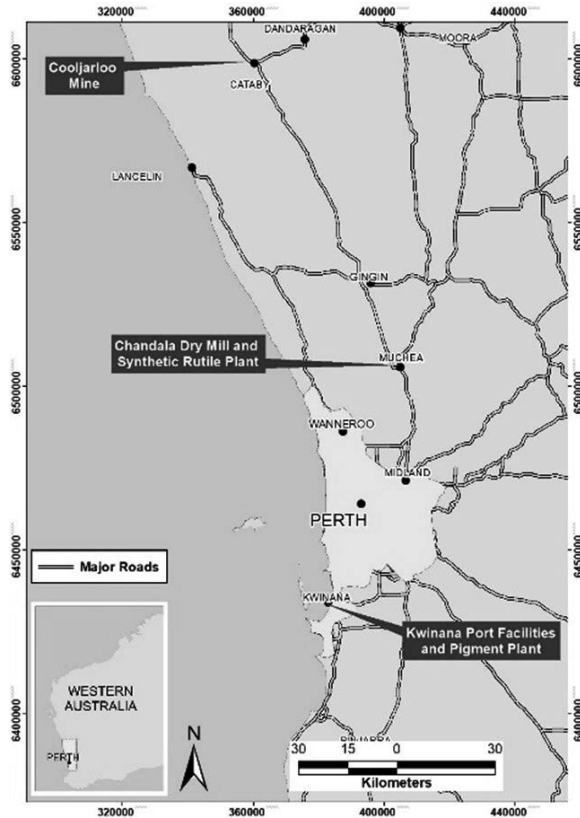 320000 360000 400000 440000
DANDARAGAN
MOORA
6600000
6600000
Cooljarloo
Mine
CATABY
LANCELIN
6550000
6550000
GINGIN
Chandala Dry Mill and
Synthetic Rutile Plant
MUCHEA
6500000
6500000
WANNEROO
MIDLAND
PERTH
6450000
6450000
Major Roads
KWINANA
Kwinana Port Facilities
and Pigment Plant
WESTERN
AUSTRALIA
PERTH
N
6400000
6400000
30 15 0 30
Kilometers
320000 360000 400000 440000